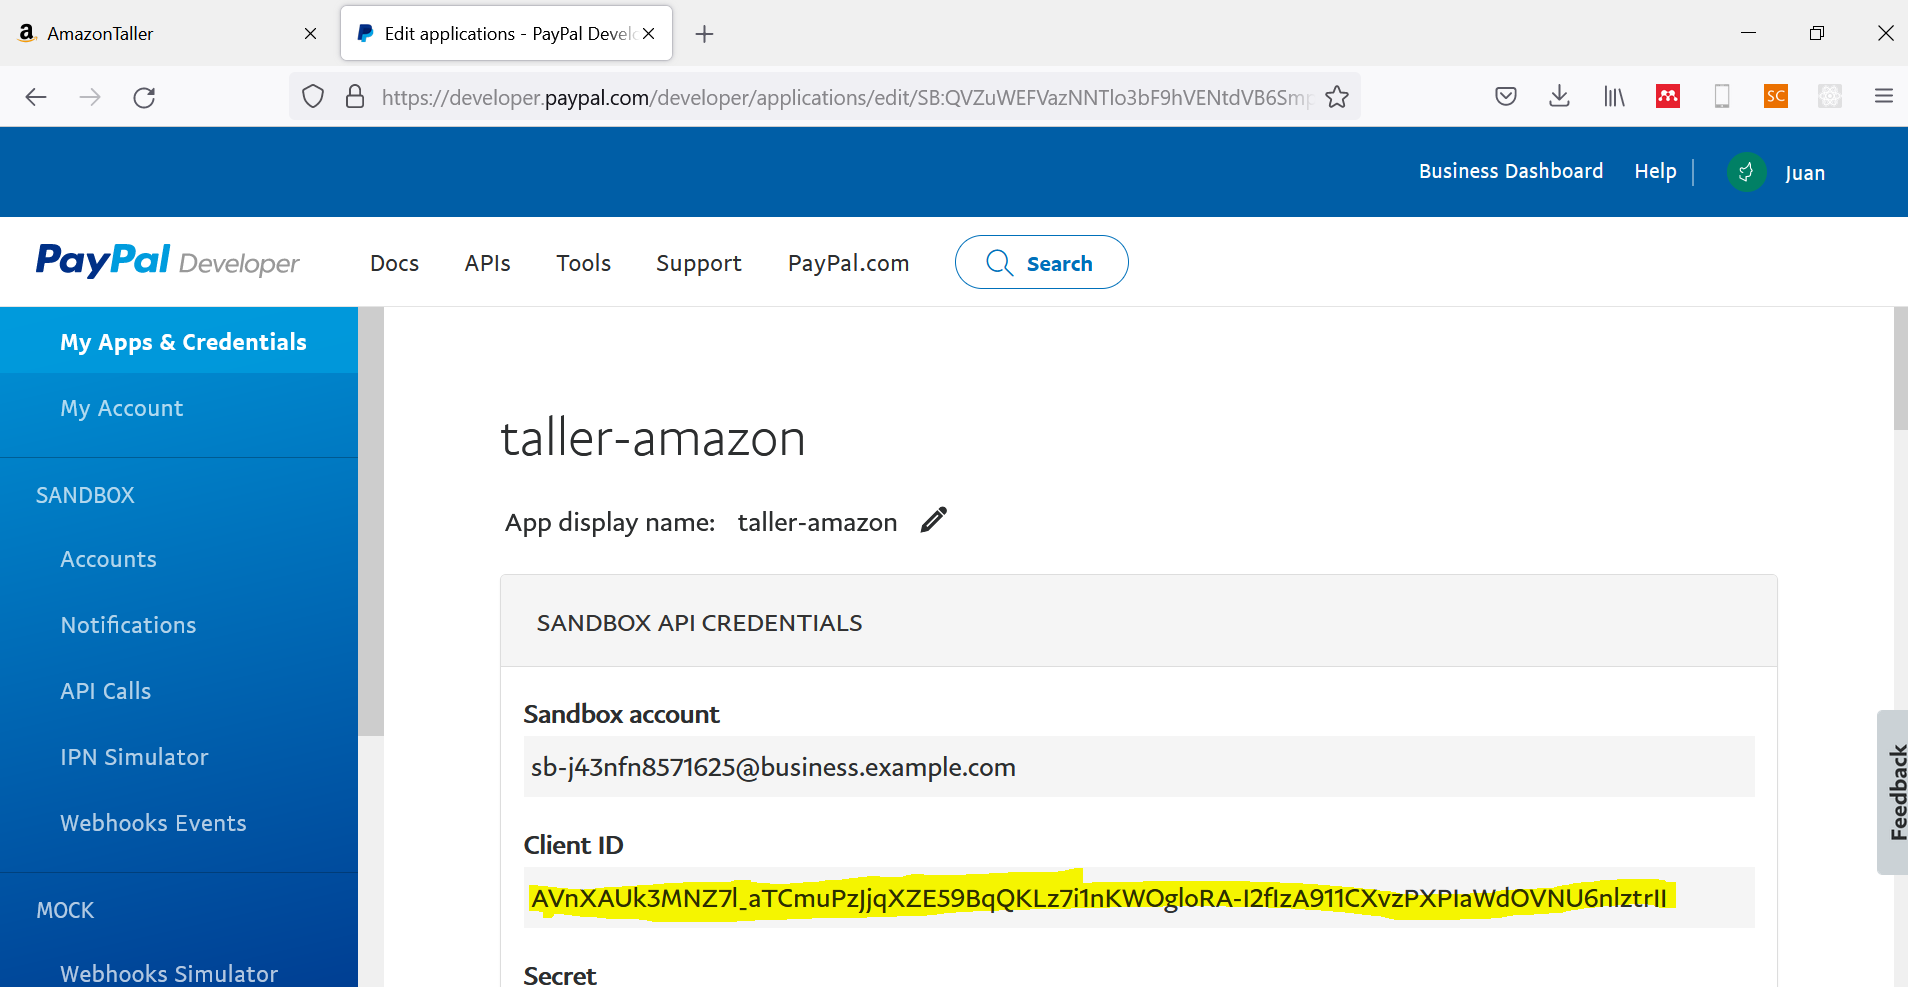 AmazonTaller
Edit applications - PayPal Develo
https://developer.paypal.com/developer/applications/edit/SB:QVZuWEFVazNNTlo3bF9hVENtdVB6Smp
SC
Business Dashboard Help Juan
PayPal Developer Docs APIs Tools Support PayPal.com Search
My Apps & Credentials
My Account
SANDBOX
Accounts
Notifications
API Calls
IPN Simulator
Webhooks Events
MOCK
Webhooks Simulator
taller-amazon
App display name: taller-amazon
SANDBOX API CREDENTIALS
Sandbox account
sb-j43nfn8571625@business.example.com
Client ID
AVnXAUk3MNZ7l_aTCmuPzJjqXZE59BqQKLz7i1nKWOgloRA-I2fIzA911CXvzPXPIaWdOVNU6nlztrII
Secret
Feedback